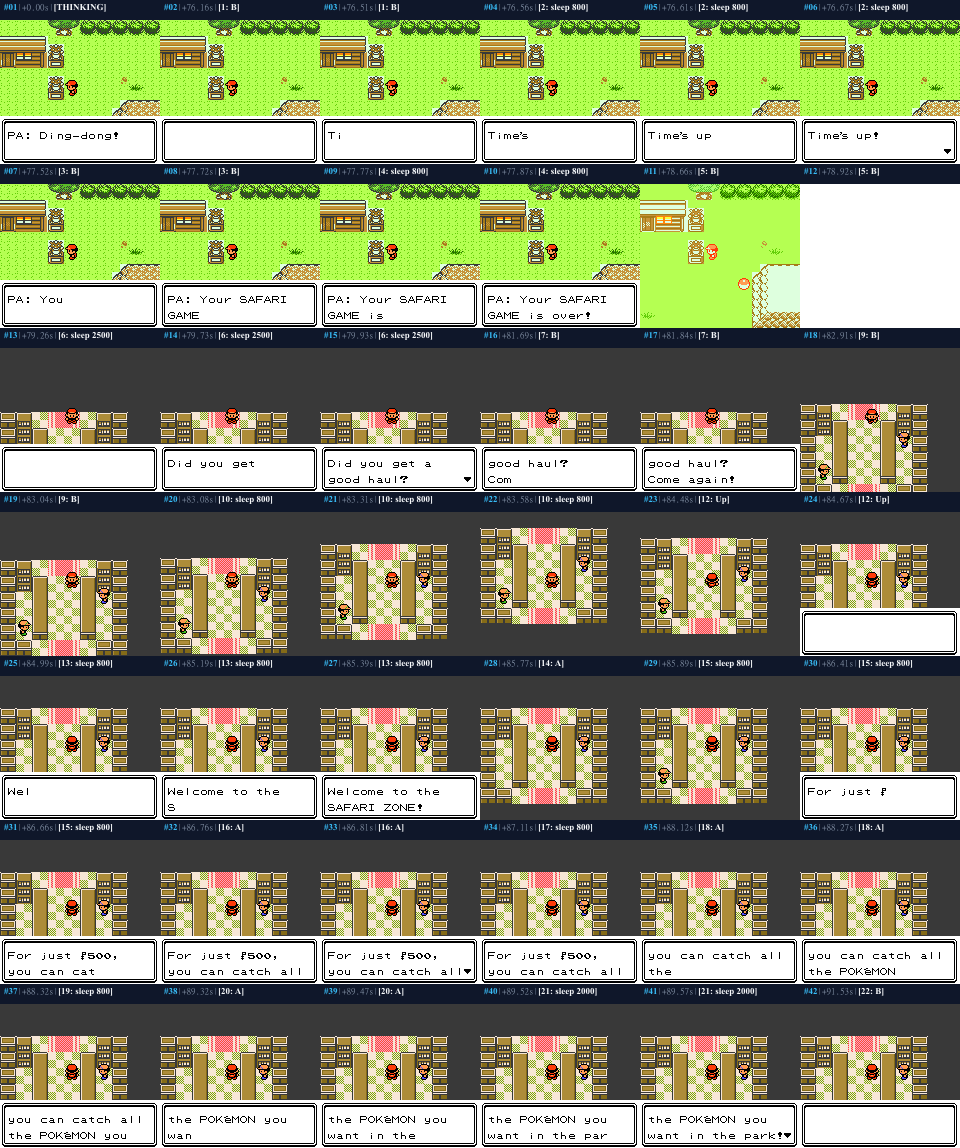 #01|+0.00s|[THINKING] #02|+76.16s|[1: B] #03|+76.51s|[1: B] #04|+76.56s|[2: sleep 800] #05|+76.61s|[2: sleep 800] #06|+76.67s|[2: sleep 800]
PA: Ding-dong!
Ti
Time's
Time's up
Time's up!
#07|+77.52s|[3: B] #08|+77.72s|[3: B] #09|+77.77s|[4: sleep 800] #10|+77.87s|[4: sleep 800] #11|+78.66s|[5: B] #12|+78.92s|[5: B]
PA: You
PA: Your SAFARI
GAME
PA: Your SAFARI
GAME is
PA: Your SAFARI
GAME is over!
#13|+79.26s|[6: sleep 2500] #14|+79.73s|[6: sleep 2500] #15|+79.93s|[6: sleep 2500] #16|+81.69s|[7: B] #17|+81.84s|[7: B] #18|+82.91s|[9: B]
Did you get
Did you get a
good haul?
good haul?
Com
good haul?
Come again!
#19|+83.04s|[9: B] #20|+83.08s|[10: sleep 800] #21|+83.31s|[10: sleep 800] #22|+83.58s|[10: sleep 800] #23|+84.48s|[12: Up] #24|+84.67s|[12: Up]
#25|+84.99s|[13: sleep 800] #26|+85.19s|[13: sleep 800] #27|+85.39s|[13: sleep 800] #28|+85.77s|[14: A] #29|+85.89s|[15: sleep 800] #30|+86.41s|[15: sleep 800]
Wel
Welcome to the
S
Welcome to the
SAFARI ZONE!
For just ₽
#31|+86.66s|[15: sleep 800] #32|+86.76s|[16: A] #33|+86.81s|[16: A] #34|+87.11s|[17: sleep 800] #35|+88.12s|[18: A] #36|+88.27s|[18: A]
For just ₽500,
you can cat
For just ₽500,
you can catch all
For just ₽500,
you can catch all
For just ₽500,
you can catch all
you can catch all
the
you can catch all
the POKéMON
#37|+88.32s|[19: sleep 800] #38|+89.32s|[20: A] #39|+89.47s|[20: A] #40|+89.52s|[21: sleep 2000] #41|+89.57s|[21: sleep 2000] #42|+91.53s|[22: B]
you can catch all
the POKéMON you
the POKéMON you
wan
the POKéMON you
want in the
the POKéMON you
want in the par
the POKéMON you
want in the park!